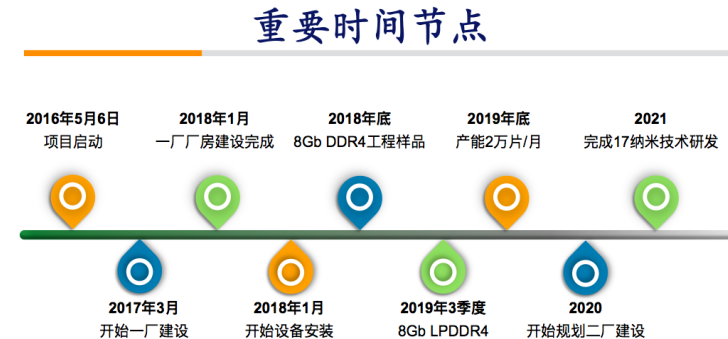 重要时间节点
2016年5月6日
项目启动
2018年1月
一厂厂房建设完成
2018年底
8Gb DDR4工程样品
2019年底
产能2万片/月
2021
完成17纳米技术研发
2017年3月
开始一厂建设
2018年1月
开始设备安装
2019年3季度
8Gb LPDDR4
2020
开始规划二厂建设